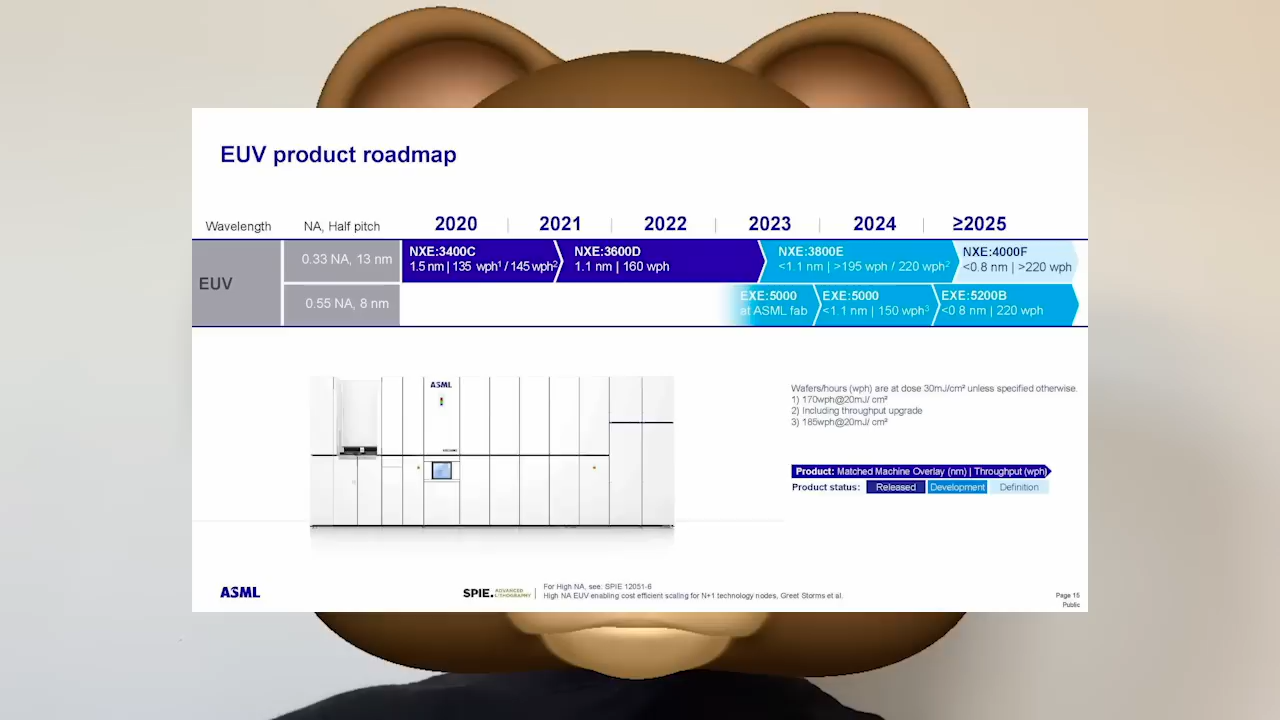 EUV product roadmap
Wavelength NA, Half pitch 2020 2021 2022 2023 2024 ≥2025
EUV
0.33 NA, 13 nm
NXE:3400C
1.5 nm | 135 wph¹ / 145 wph²
NXE:3600D
1.1 nm | 160 wph
NXE:3800E
<1.1 nm | >195 wph / 220 wph²
NXE:4000F
<0.8 nm | >220 wph
0.55 NA, 8 nm
EXE:5000
at ASML fab
EXE:5000
<1.1 nm | 150 wph³
EXE:5200B
<0.8 nm | 220 wph
ASML
Wafers/hours (wph) are at dose 30mJ/cm² unless specified otherwise.
1) 170wph@20mJ/ cm²
2) Including throughput upgrade
3) 185wph@20mJ/ cm²
Product: Matched Machine Overlay (nm) | Throughput (wph)
Product status: Released Development Definition
ASML
SPIE. ADVANCED LITHOGRAPHY
For High NA, see: SPIE 12051-6
High NA EUV enabling cost efficient scaling for N+1 technology nodes, Greet Storms et al.
Page 15
Public